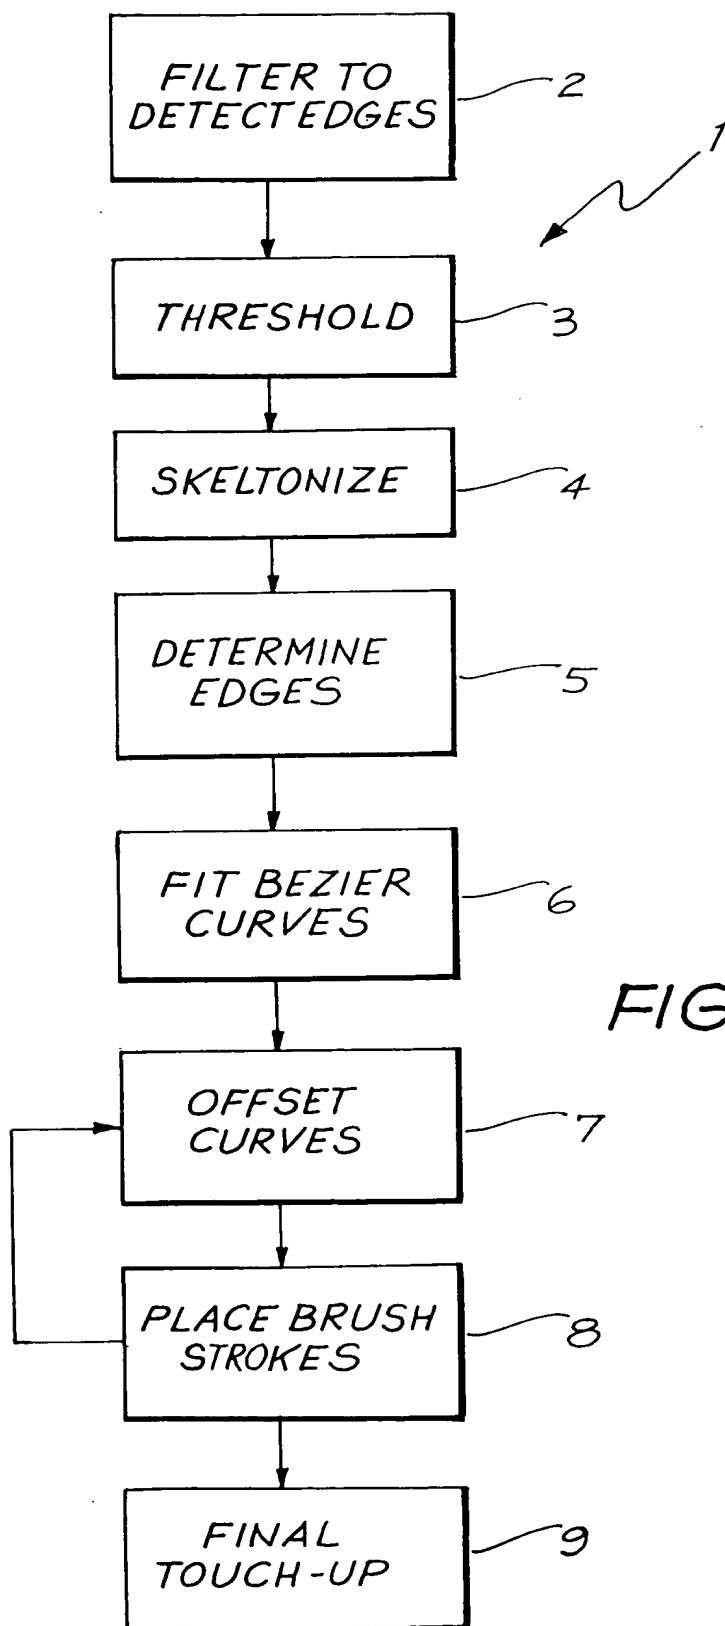 FILTER TO
DETECT EDGES
2
1
THRESHOLD
3
SKELTONIZE
4
DETERMINE
EDGES
5
FIT BEZIER
CURVES
6
FIG
OFFSET
CURVES
7
PLACE BRUSH
STROKES
8
FINAL
TOUCH-UP
9